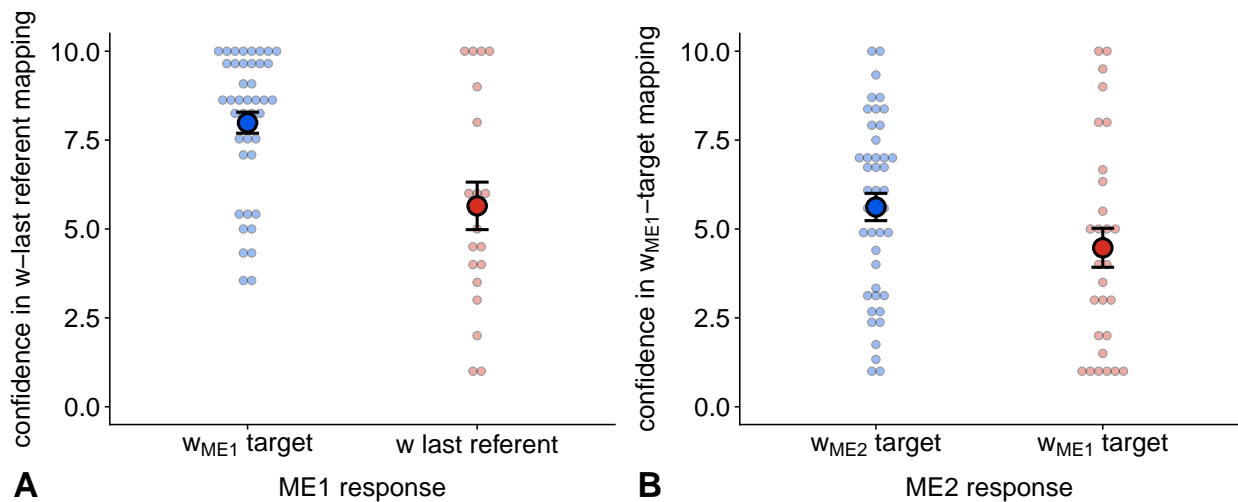 confidence in w−last referent mapping
10.0
7.5
5.0
2.5
0.0
wME1 target
w last referent
A
ME1 response
confidence in wME1−target mapping
10.0
7.5
5.0
2.5
0.0
wME2 target
wME1 target
B
ME2 response